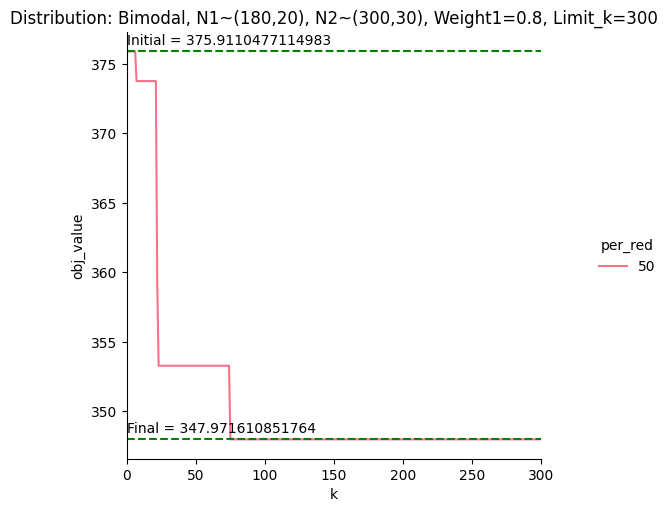 Distribution: Bimodal, N1~(180,20), N2~(300,30), Weight1=0.8, Limit_k=300
Initial = 375.9110477114983
375
370
365
360
355
350
obj_value
Final = 347.971610851764
0 50 100 150 200 250 300
k
per_red
50